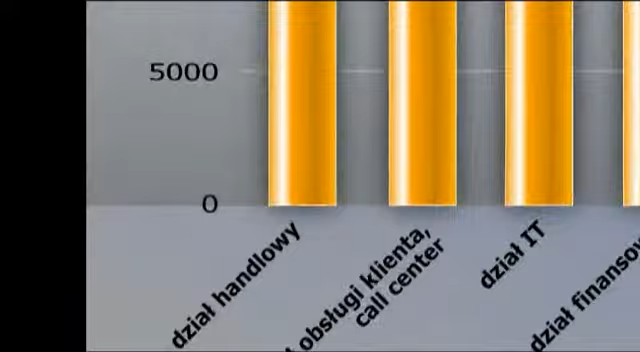 5000
0
dział handlowy
obsługi klienta,
call center
dział IT
dział